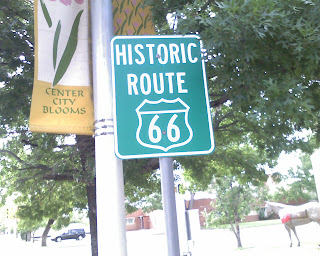 CENTER
CITY
BLOOMS
HISTORIC
ROUTE
66